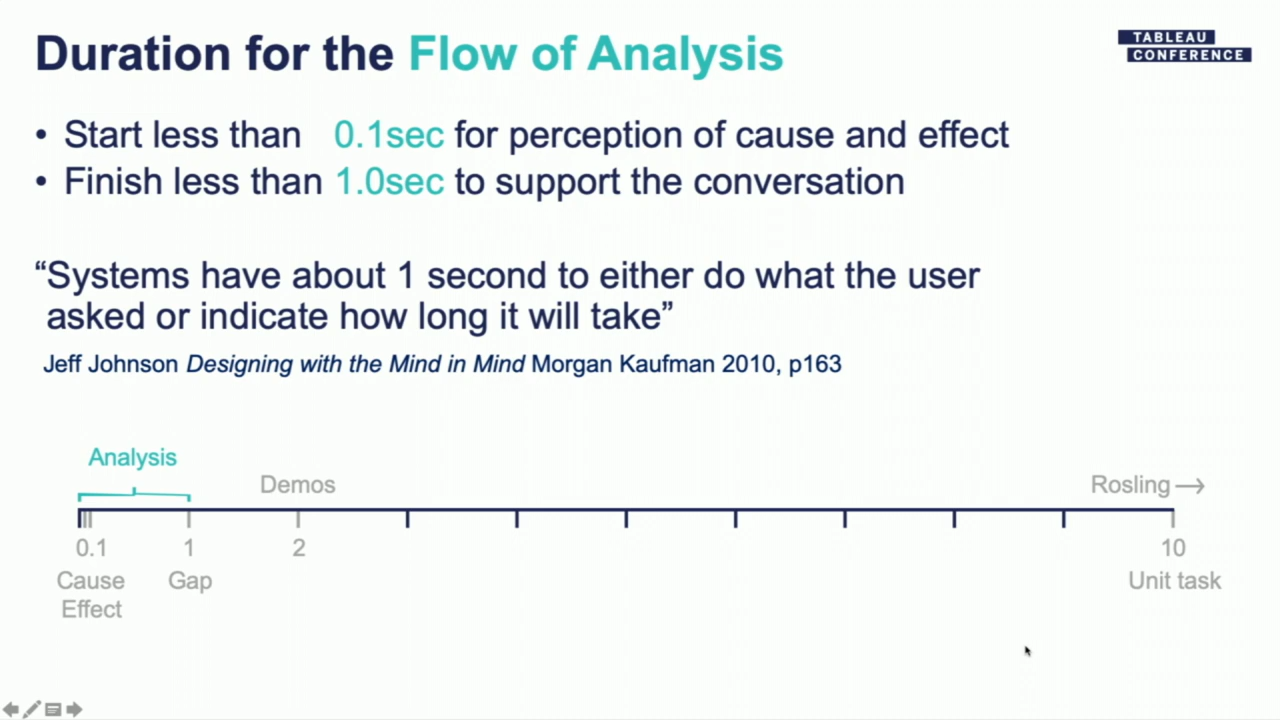 Duration for the Flow of Analysis
TABLEAU
CONFERENCE
• Start less than 0.1sec for perception of cause and effect
• Finish less than 1.0sec to support the conversation
“Systems have about 1 second to either do what the user
asked or indicate how long it will take”
Jeff Johnson Designing with the Mind in Mind Morgan Kaufman 2010, p163
Analysis
Demos
Rosling →
0.1 1 2 10
Cause Gap Unit task
Effect